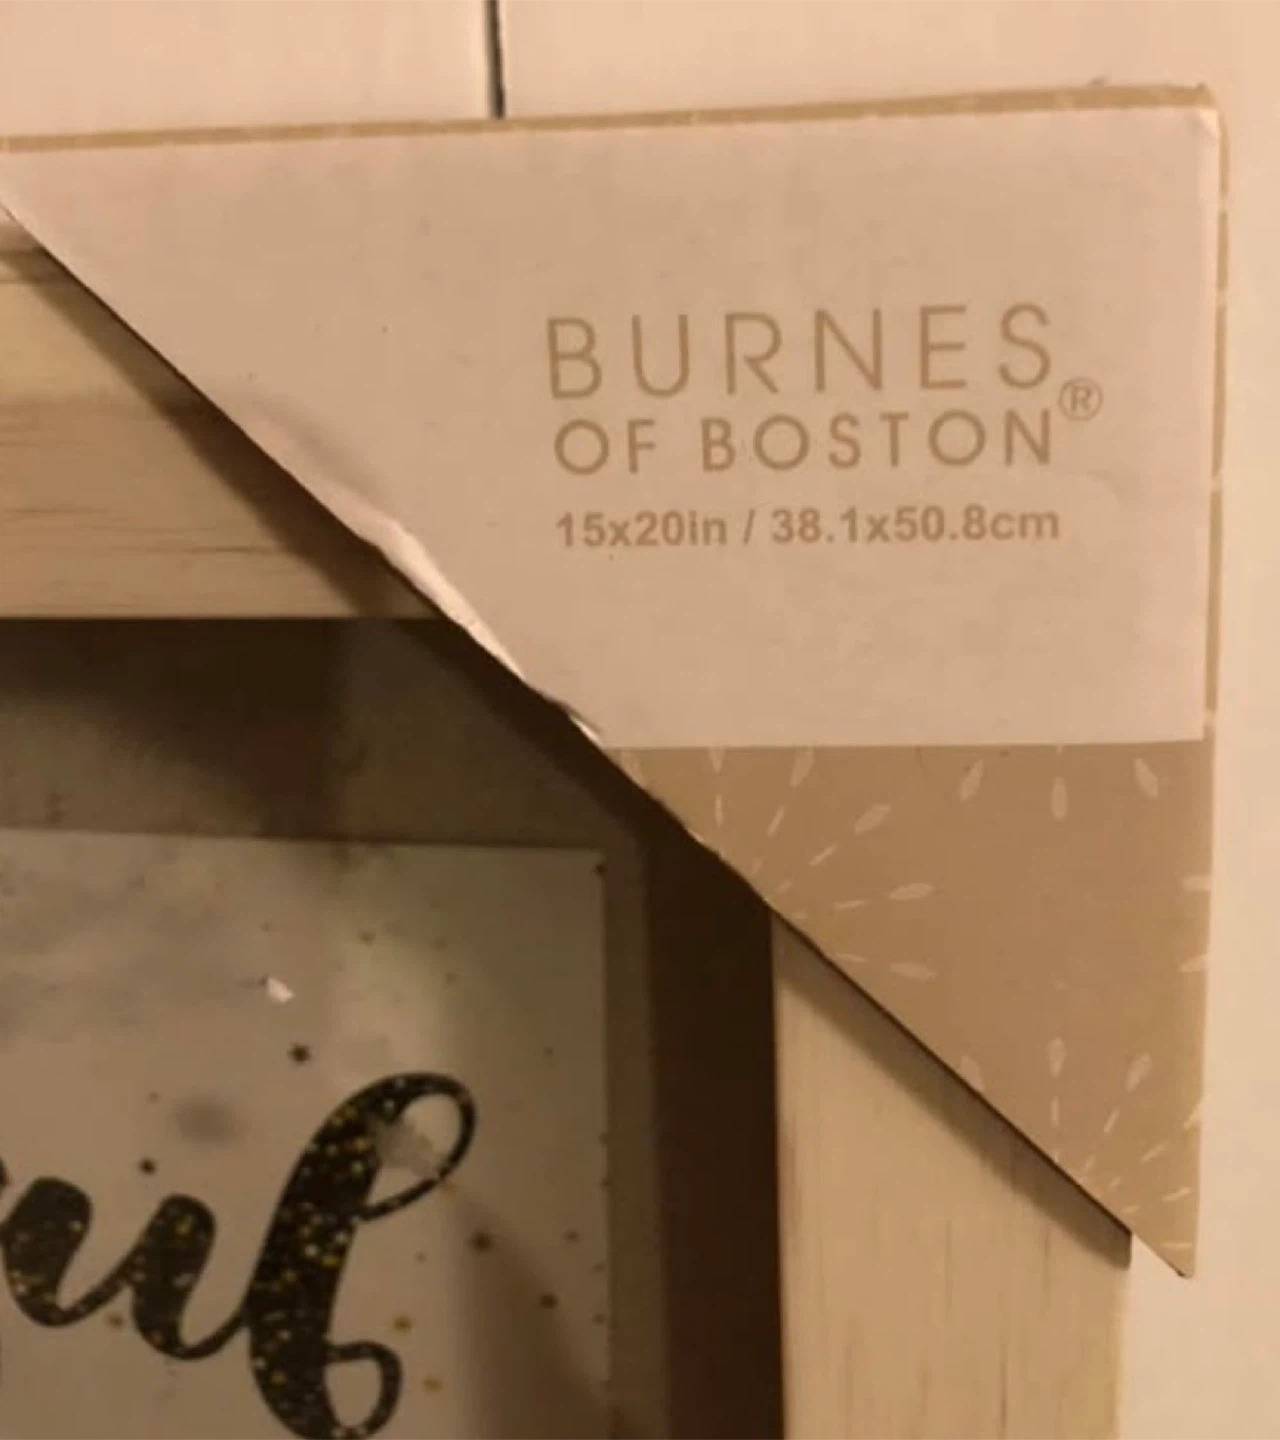 BURNES
OF BOSTON®
15x20in / 38.1x50.8cm